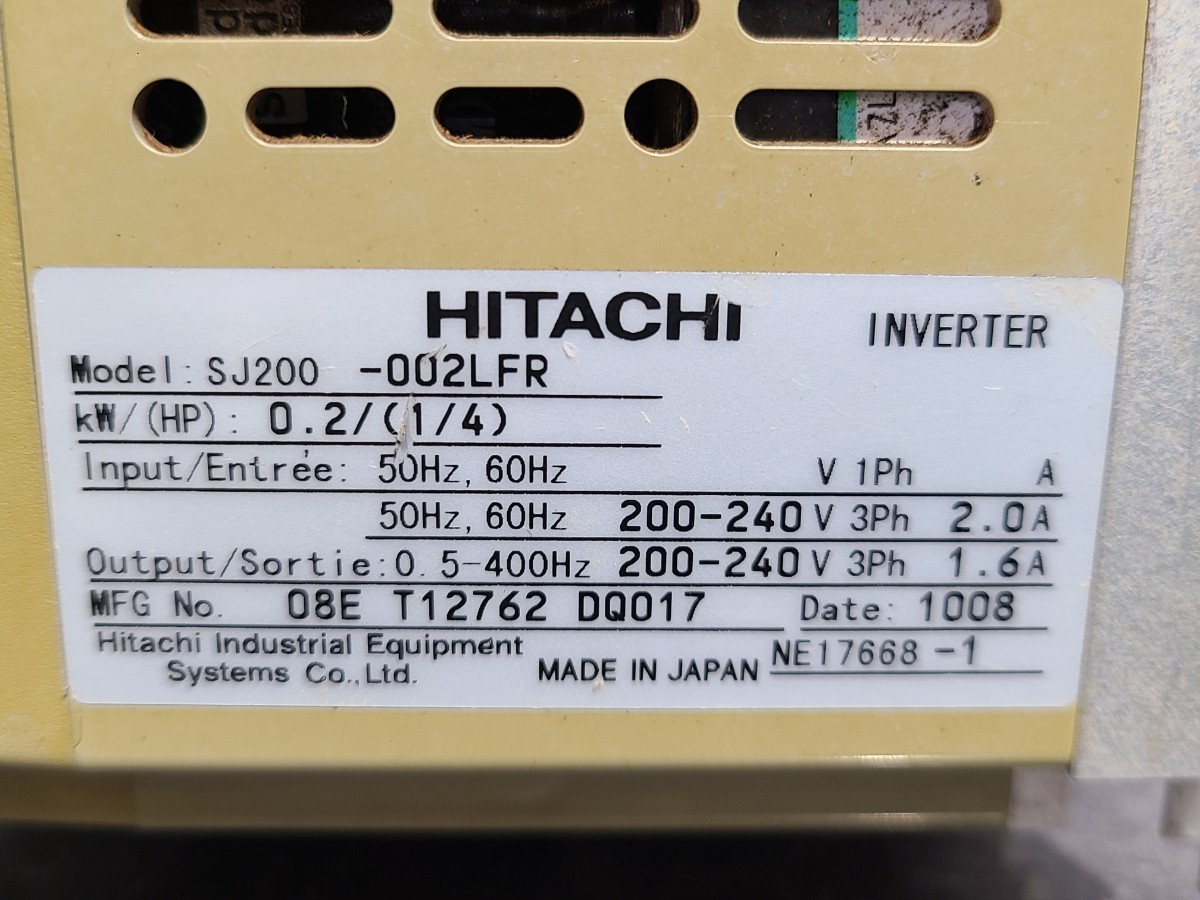 HITACHI INVERTER
Model: SJ200 -002LFR
kW/(HP): 0.2/(1/4)
Input/Entrée: 50Hz, 60Hz V 1Ph A
50Hz, 60Hz 200-240 V 3Ph 2.0 A
Output/Sortie: 0.5-400Hz 200-240 V 3Ph 1.6 A
MFG No. 08E T12762 DQ017 Date: 1008
Hitachi Industrial Equipment
Systems Co., Ltd. MADE IN JAPAN NE17668 -1